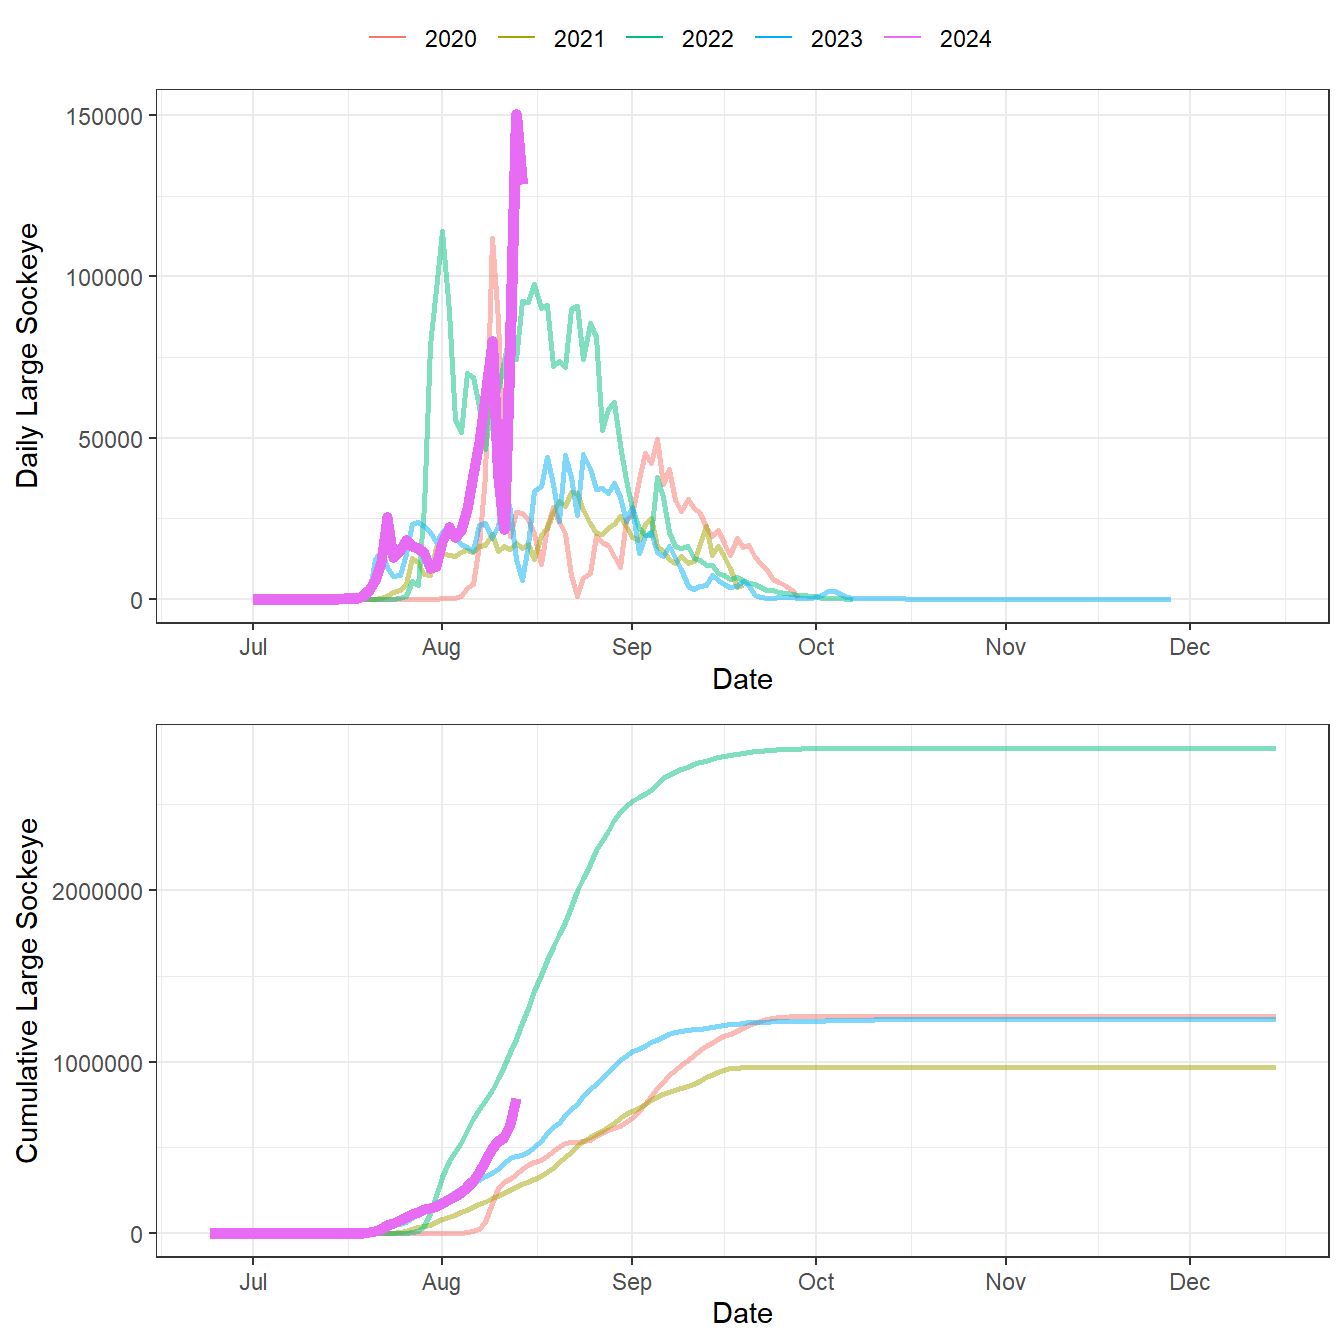 2020 2021 2022 2023 2024
Daily Large Sockeye
150000
100000
50000
0
Jul Aug Sep Oct Nov Dec
Date
Cumulative Large Sockeye
2000000
1000000
0
Jul Aug Sep Oct Nov Dec
Date